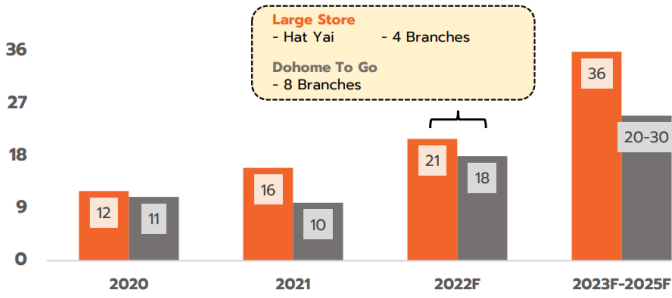 Large Store
- Hat Yai - 4 Branches
Dohome To Go
- 8 Branches
36
27
18
9
0
12
11
16
10
21
18
36
20-30
2020
2021
2022F
2023F-2025F